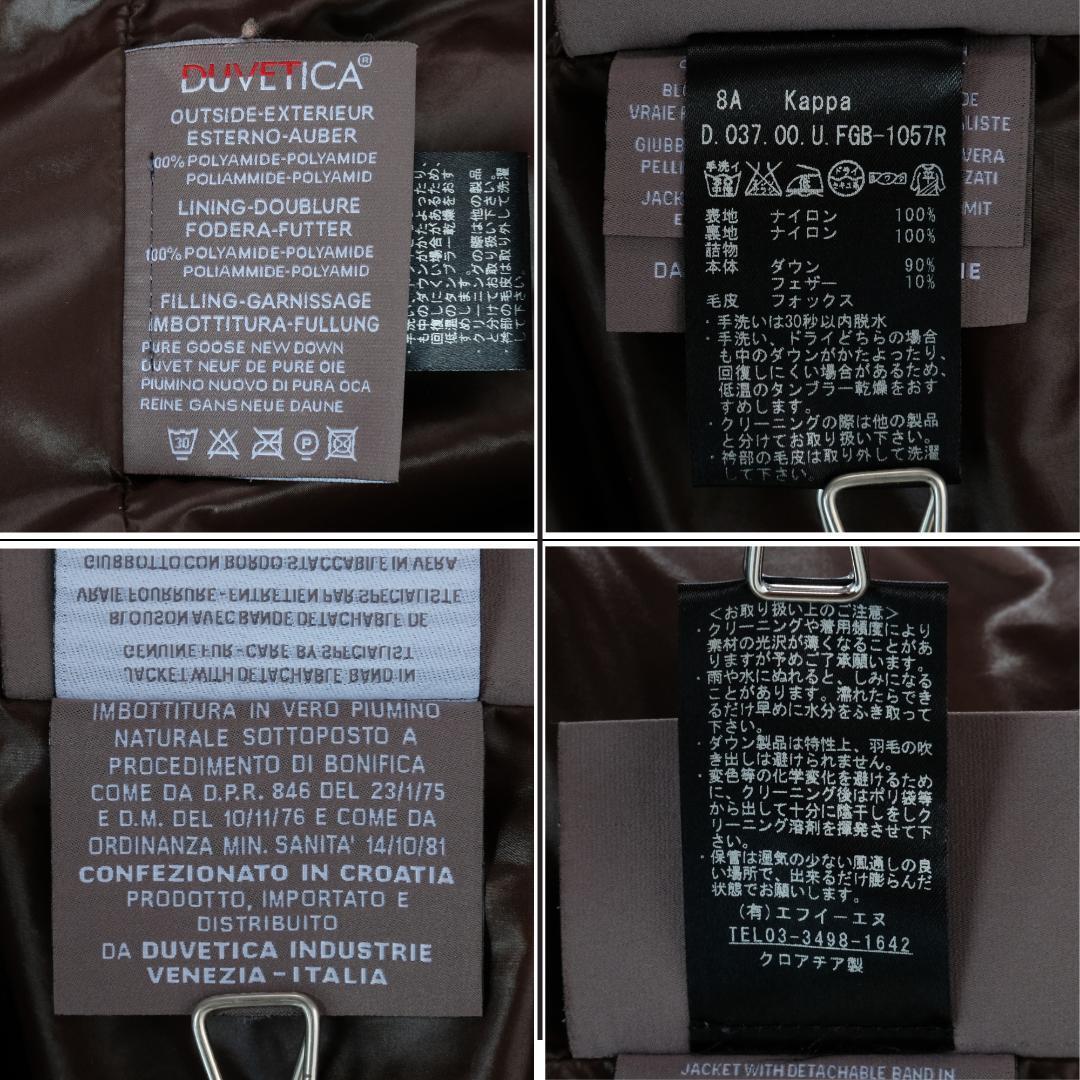 DUVETICA®
OUTSIDE-EXTERIEUR
ESTERNO-AUBER
100% POLYAMIDE-POLYAMIDE
POLIAMMIDE-POLYAMID
LINING-DOUBLURE
FODERA-FUTTER
100% POLYAMIDE-POLYAMIDE
POLIAMMIDE-POLYAMID
FILLING-GARNISSAGE
IMBOTTITURA-FULLUNG
PURE GOOSE NEW DOWN
DUVET NEUF DE PURE OIE
PIUMINO NUOVO DI PURA OCA
REINE GANS NEUE DAUNE
30
P
8A Kappa
D.037.00.U.FGB-1057R
手洗イ
ドライ
セキユ系
表地 ナイロン 100%
裏地 ナイロン 100%
詰物
本体 ダウン 90%
フェザー 10%
毛皮 フォックス
・手洗いは30秒以内脱水
・手洗い、ドライどちらの場合
も中のダウンがかたよったり、
回復しにくい場合があるため、
低温のタンブラー乾燥をおす
すめします。
・クリーニングの際は他の製品
と分けてお取り扱い下さい。
・衿部の毛皮は取り外して洗濯
して下さい。
BLO
VRAIE F
GIUBB
PELLI
JACK
E
DA
DE
ALISTE
VERA
ZATI
MIT
IE
GIUBBOTTO CON BORDO STACCABILE IN VERA
VRAIE FOURRURE - ENTRETIEN PAR SPECIALISTE
BLOUSON AVEC BANDE DETACHABLE DE
GENUINE FUR - CARE BY SPECIALIST
JACKET WITH DETACHABLE BAND IN
IMBOTTITURA IN VERO PIUMINO
NATURALE SOTTOPOSTO A
PROCEDIMENTO DI BONIFICA
COME DA D.P.R. 846 DEL 23/1/75
E D.M. DEL 10/11/76 E COME DA
ORDINANZA MIN. SANITA' 14/10/81
CONFEZIONATO IN CROATIA
PRODOTTO, IMPORTATO E
DISTRIBUITO
DA DUVETICA INDUSTRIE
VENEZIA-ITALIA
<お取り扱い上のご注意>
・クリーニングや着用頻度により
素材の光沢が薄くなることがあ
りますが予めご了承願います。
・雨や水にぬれると、しみになる
ことがあります。濡れたらでき
るだけ早めに水分をふき取って
下さい。
・ダウン製品は特性上、羽毛の吹
き出しは避けられません。
・変色等の化学変化を避けるため
に、クリーニング後はポリ袋等
から出して十分に陰干しをしク
リーニング溶剤を揮発させて下
さい。
・保管は湿気の少ない風通しの良
い場所で、出来るだけ膨らんだ
状態でお願いします。
(有)エフイーエヌ
TEL03-3498-1642
クロアチア製
JACKET WITH DETACHABLE BAND IN